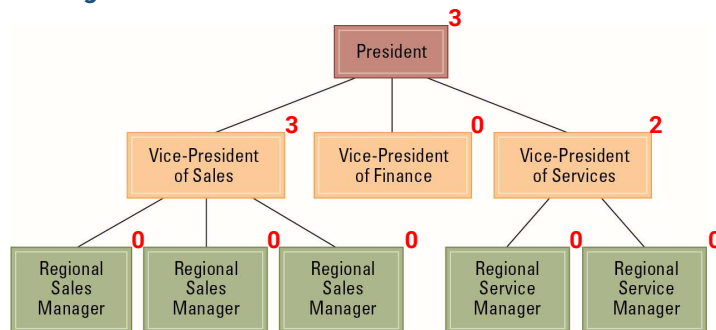 3
President
3
0
2
Vice-President
of Sales
Vice-President
of Finance
Vice-President
of Services
0
0
0
0
0
Regional
Sales
Manager
Regional
Sales
Manager
Regional
Sales
Manager
Regional
Service
Manager
Regional
Service
Manager